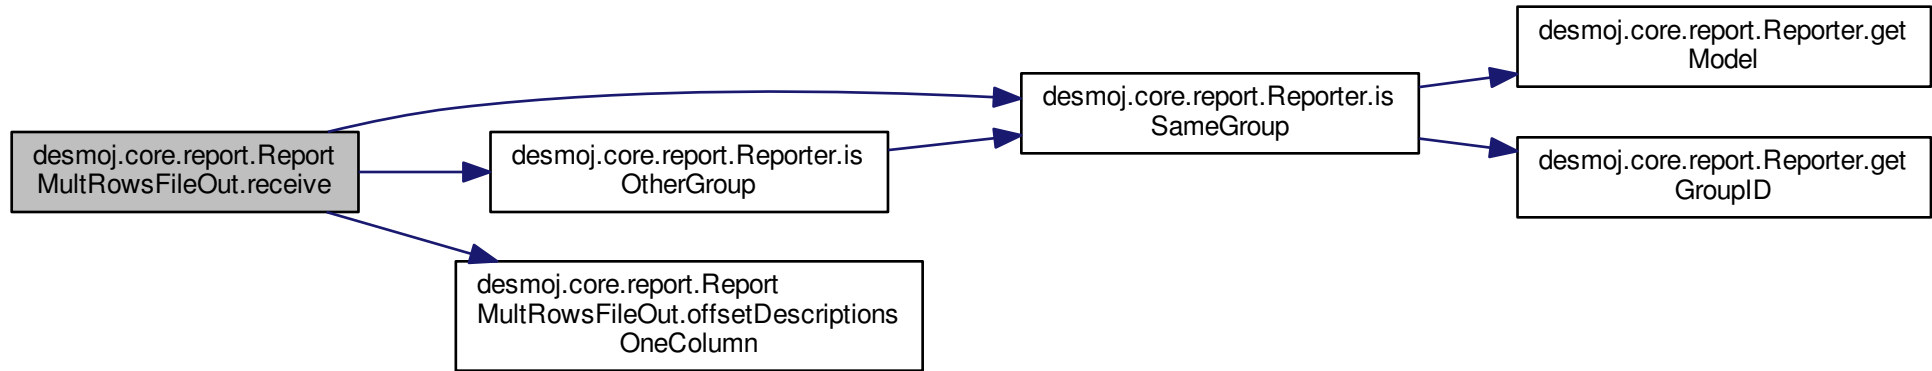 desmoj.core.report.Report
MultRowsFileOut.receive
desmoj.core.report.Reporter.is
OtherGroup
desmoj.core.report.Report
MultRowsFileOut.offsetDescriptions
OneColumn
desmoj.core.report.Reporter.is
SameGroup
desmoj.core.report.Reporter.get
Model
desmoj.core.report.Reporter.get
GroupID